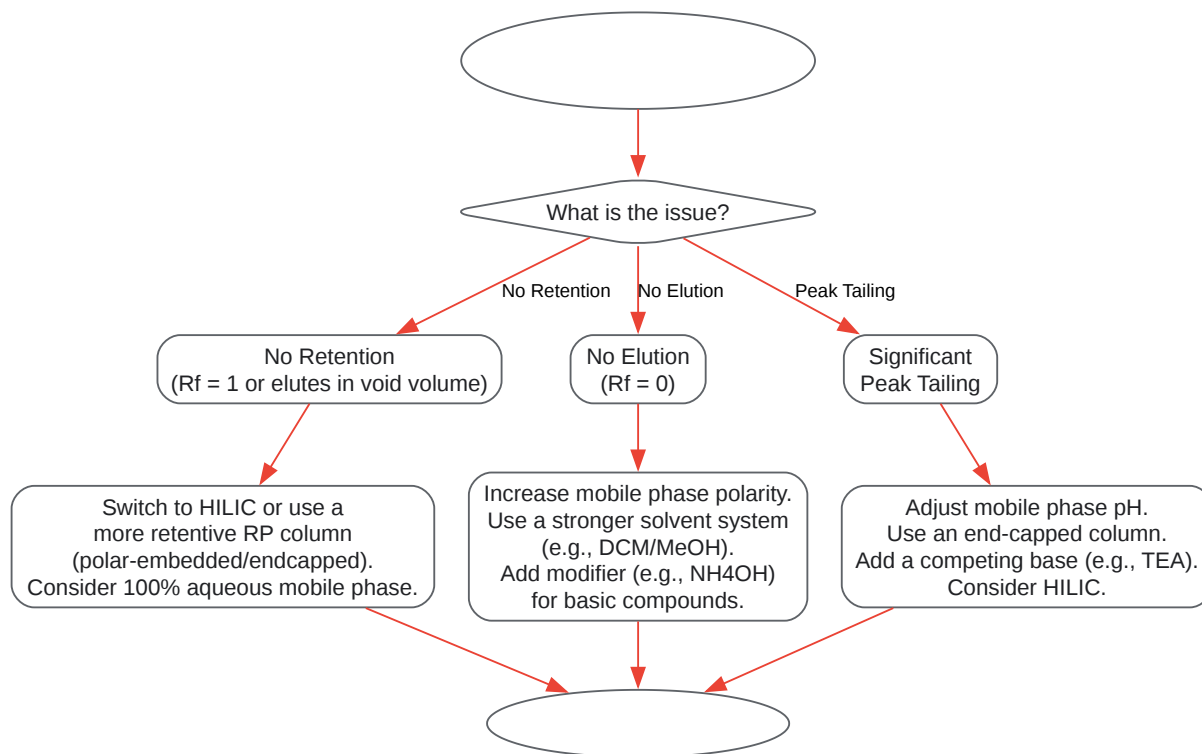 What is the issue?
No Retention
No Elution
Peak Tailing
No Retention
(Rf = 1 or elutes in void volume)
No Elution
(Rf = 0)
Significant
Peak Tailing
Switch to HILIC or use a
more retentive RP column
(polar-embedded/endcapped).
Consider 100% aqueous mobile phase.
Increase mobile phase polarity.
Use a stronger solvent system
(e.g., DCM/MeOH).
Add modifier (e.g., NH4OH)
for basic compounds.
Adjust mobile phase pH.
Use an end-capped column.
Add a competing base (e.g., TEA).
Consider HILIC.